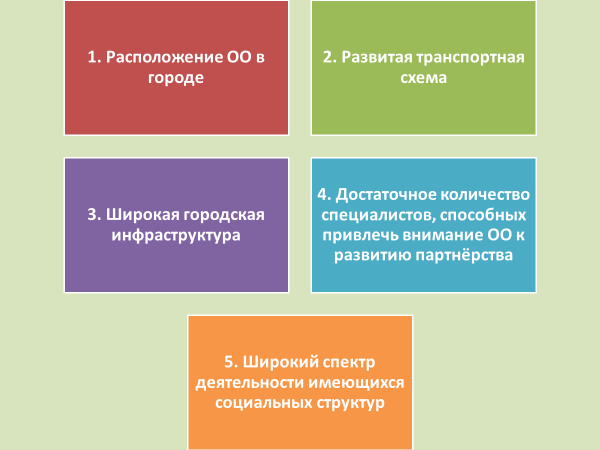 1. Расположение ОО в
городе
2. Развитая транспортная
схема
3. Широкая городская
инфраструктура
4. Достаточное количество
специалистов, способных
привлечь внимание ОО к
развитию партнёрства
5. Широкий спектр
деятельности имеющихся
социальных структур